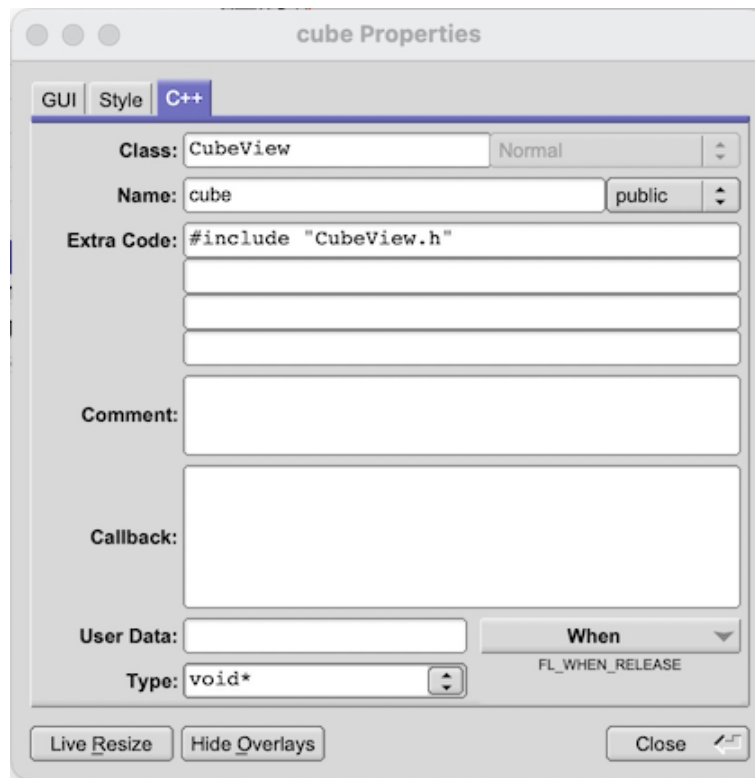 cube Properties
GUI Style C++
Class: CubeView Normal
Name: cube public
Extra Code: #include "CubeView.h"
Comment:
Callback:
User Data: When
FL_WHEN_RELEASE
Type: void*
Live Resize Hide Overlays Close